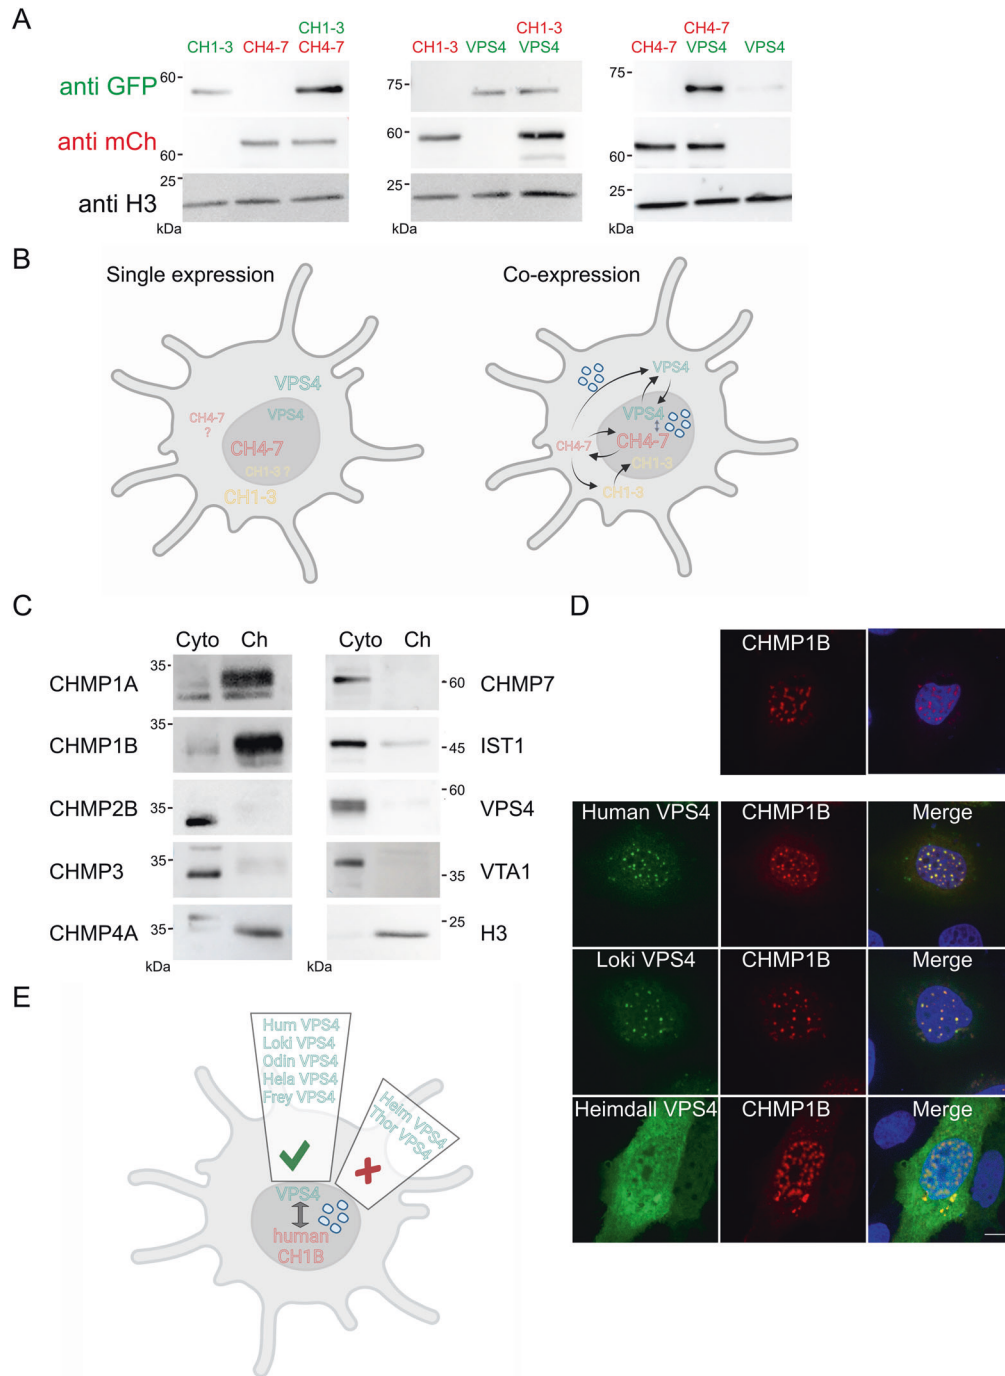 A
CH1-3 CH4-7 CH1-3
CH4-7
CH1-3 VPS4 CH1-3
VPS4
CH4-7 CH4-7
VPS4 VPS4
anti GFP 60 75 75
anti mCh 60 60 60
anti H3 25 25 25
kDa kDa kDa
B
Single expression
VPS4
VPS4
CH4-7
?
CH4-7
CH1-3 ?
CH1-3
Co-expression
VPS4
VPS4
CH4-7 CH4-7
CH1-3
CH1-3
C
Cyto Ch Cyto Ch
CHMP1A 35 60 CHMP7
CHMP1B 35 45 IST1
CHMP2B 35 60 VPS4
CHMP3 35 35 VTA1
CHMP4A 35 25 H3
kDa kDa
D
CHMP1B
Human VPS4 CHMP1B Merge
Loki VPS4 CHMP1B Merge
Heimdall VPS4 CHMP1B Merge
E
Hum VPS4
Loki VPS4
Odin VPS4
Hela VPS4
Frey VPS4
Heim VPS4
Thor VPS4
VPS4
human
CH1B